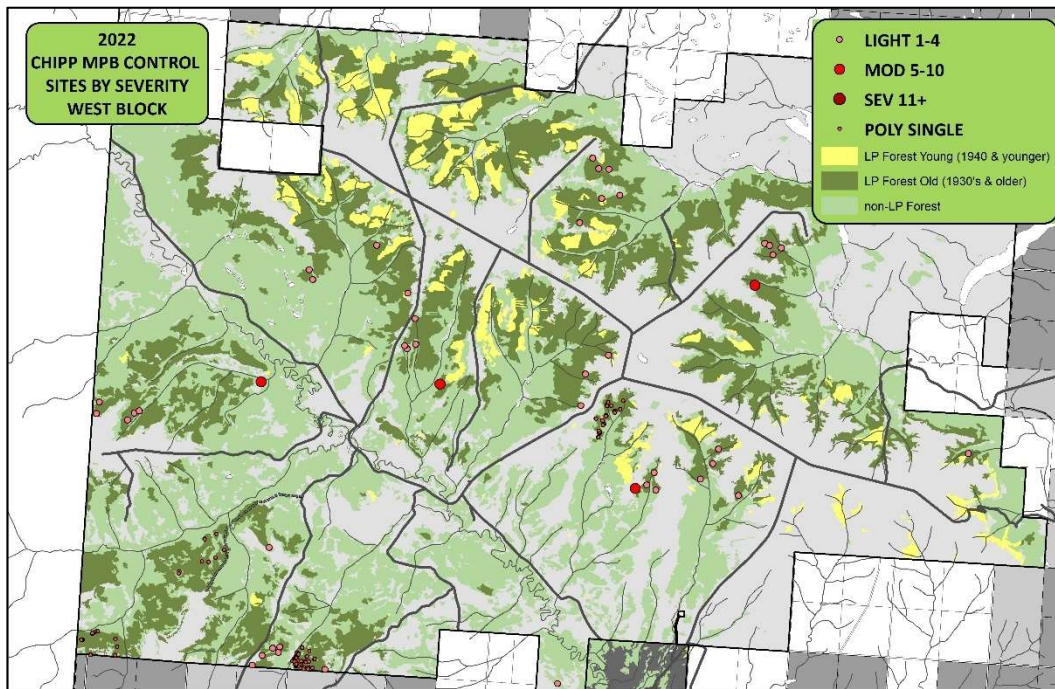 2022
CHIPP MPB CONTROL
SITES BY SEVERITY
WEST BLOCK
LIGHT 1-4
MOD 5-10
SEV 11+
POLY SINGLE
LP Forest Young (1940 & younger)
LP Forest Old (1930's & older)
non-LP Forest